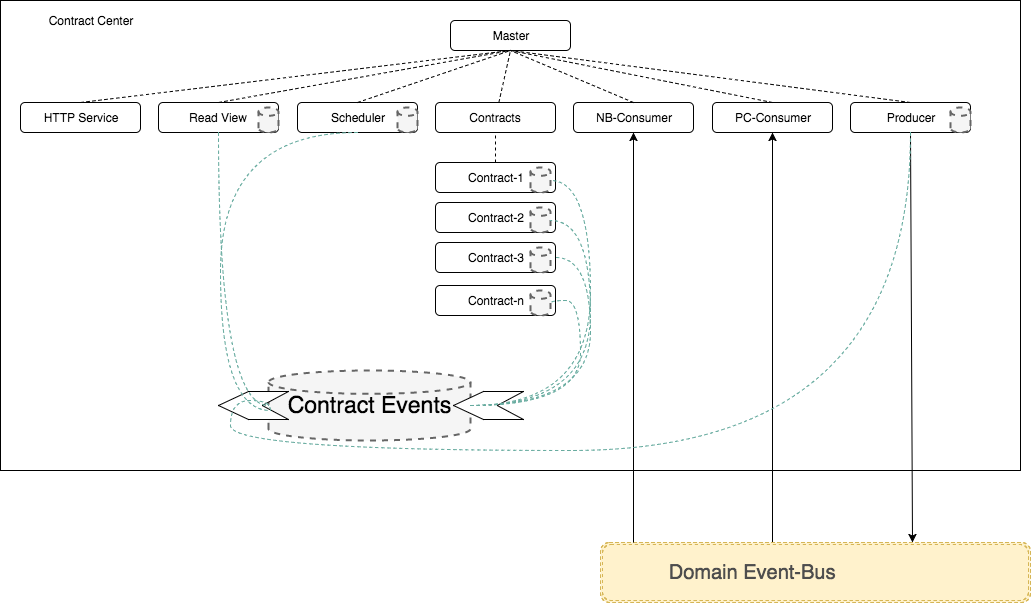 Contract Center
Master
HTTP Service
Read View
Scheduler
Contracts
NB-Consumer
PC-Consumer
Producer
Contract-1
Contract-2
Contract-3
Contract-n
Contract Events
Domain Event-Bus